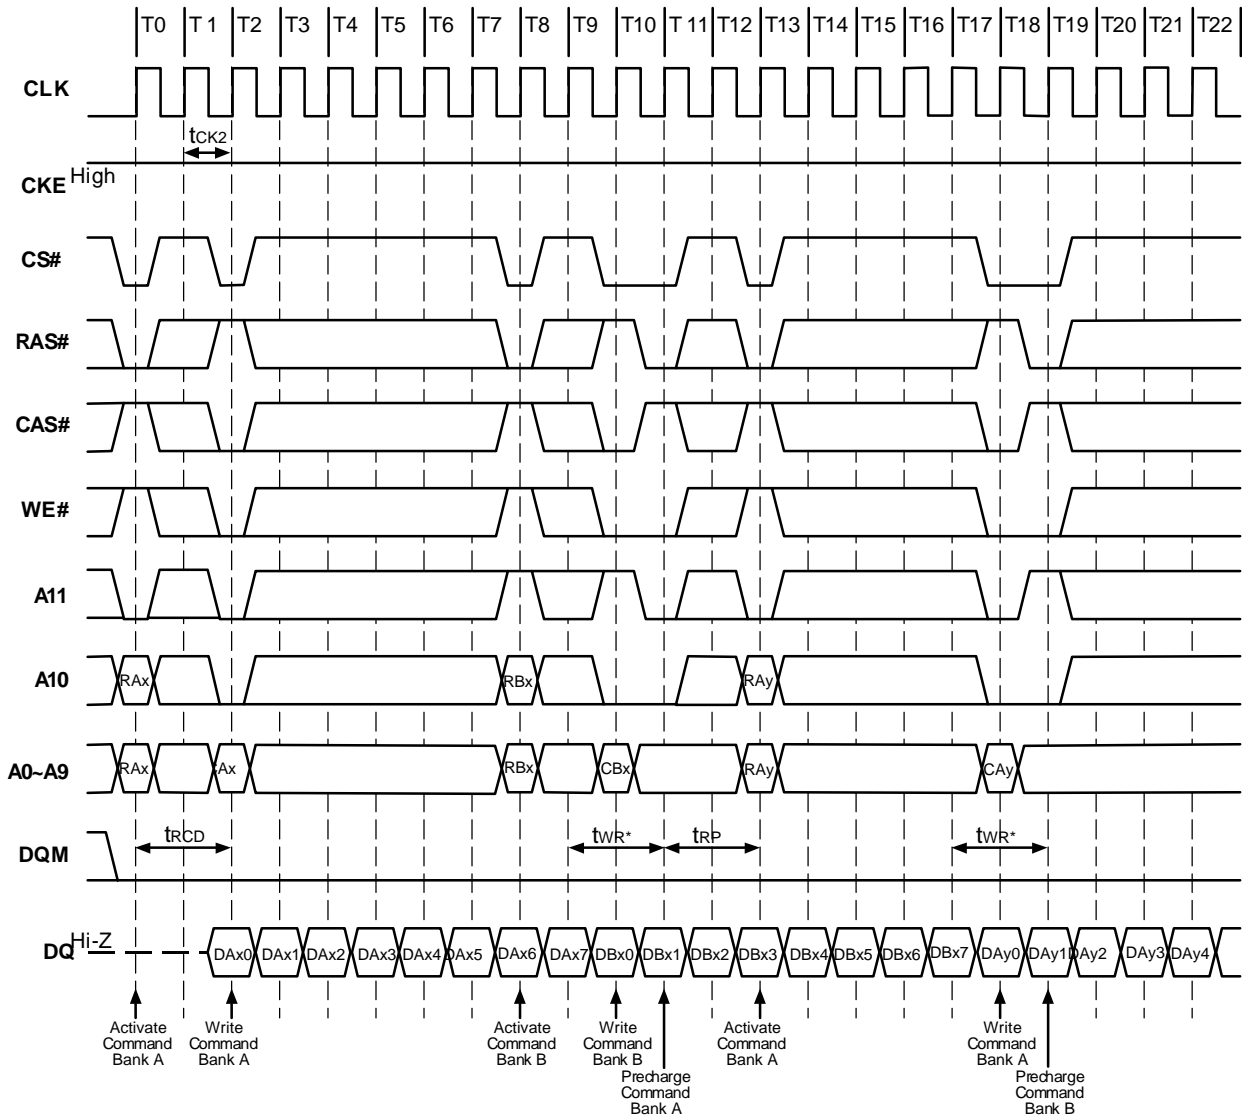 T0 T1 T2 T3 T4 T5 T6 T7 T8 T9 T10 T11 T12 T13 T14 T15 T16 T17 T18 T19 T20 T21 T22
CLK
tCK2
CKE High
CS#
RAS#
CAS#
WE#
A11
A10 RAx RBx RAy
A0~A9 RAx Ax RBx CBx RAy CAy
tRCD tWR* tRP tWR*
DQM
DQ Hi-Z DAx0 DAx1 DAx2 DAx3 DAx4 DAx5 DAx6 DAx7 DBx0 DBx1 DBx2 DBx3 DBx4 DBx5 DBx6 DBx7 DAy0 DAy1 DAy2 DAy3 DAy4
Activate Write Activate Write Activate Write
Command Command Command Command Command Command
Bank A Bank A Bank B Bank B Bank A Bank A
Precharge Precharge
Command Command
Bank A Bank B